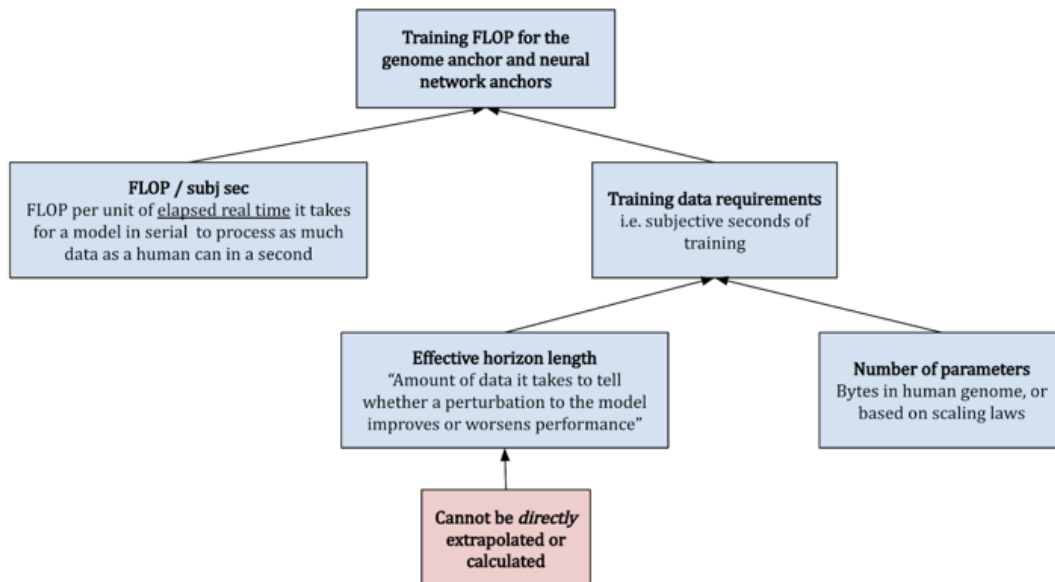 Training FLOP for the
genome anchor and neural
network anchors
FLOP / subj sec
FLOP per unit of elapsed real time it takes
for a model in serial to process as much
data as a human can in a second
Training data requirements
i.e. subjective seconds of
training
Effective horizon length
“Amount of data it takes to tell
whether a perturbation to the model
improves or worsens performance”
Number of parameters
Bytes in human genome, or
based on scaling laws
Cannot be directly
extrapolated or
calculated